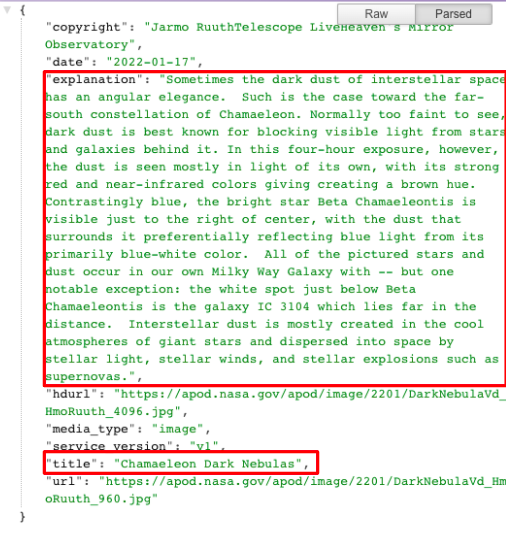 Raw Parsed
{
"copyright": "Jarmo RuuthTelescope LiveHeaven's Mirror
Observatory",
"date": "2022-01-17",
"explanation": "Sometimes the dark dust of interstellar space
has an angular elegance.  Such is the case toward the far-
south constellation of Chamaeleon. Normally too faint to see,
dark dust is best known for blocking visible light from stars
and galaxies behind it. In this four-hour exposure, however,
the dust is seen mostly in light of its own, with its strong
red and near-infrared colors giving creating a brown hue.
Contrastingly blue, the bright star Beta Chamaeleontis is
visible just to the right of center, with the dust that
surrounds it preferentially reflecting blue light from its
primarily blue-white color.  All of the pictured stars and
dust occur in our own Milky Way Galaxy with -- but one
notable exception: the white spot just below Beta
Chamaeleontis is the galaxy IC 3104 which lies far in the
distance.  Interstellar dust is mostly created in the cool
atmospheres of giant stars and dispersed into space by
stellar light, stellar winds, and stellar explosions such as
supernovas.",
"hdurl": "https://apod.nasa.gov/apod/image/2201/DarkNebulaVd_
HmoRuuth_4096.jpg",
"media_type": "image",
"service_version": "v1",
"title": "Chamaeleon Dark Nebulas",
"url": "https://apod.nasa.gov/apod/image/2201/DarkNebulaVd_Hm
oRuuth_960.jpg"
}